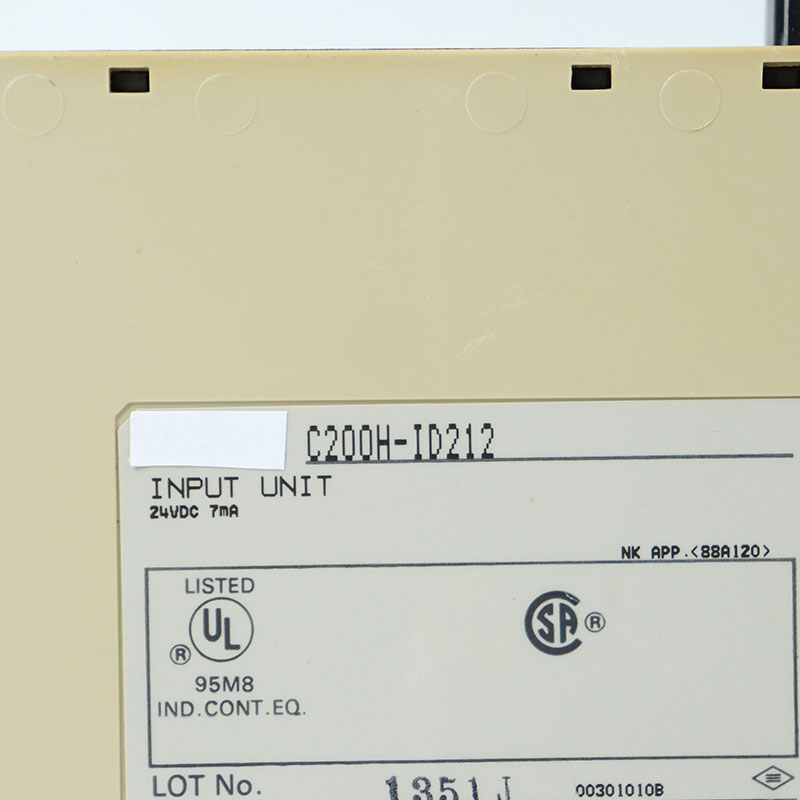 C200H-ID212
INPUT UNIT
24VDC 7mA
NK APP.<88A120>
LISTED
UL
®
95M8
IND.CONT.EQ.
SA ®
LOT No. 1351J 00301010B